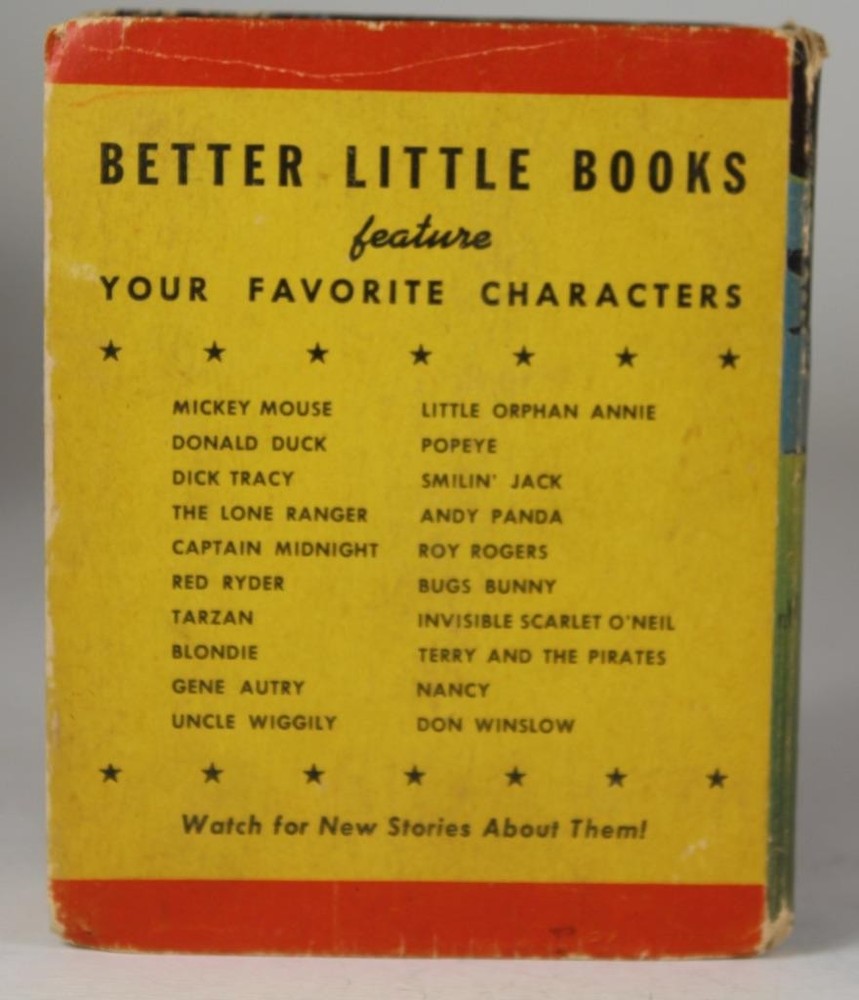 BETTER LITTLE BOOKS
feature
YOUR FAVORITE CHARACTERS
MICKEY MOUSE
DONALD DUCK
DICK TRACY
THE LONE RANGER
CAPTAIN MIDNIGHT
RED RYDER
TARZAN
BLONDIE
GENE AUTRY
UNCLE WIGGILY
LITTLE ORPHAN ANNIE
POPEYE
SMILIN' JACK
ANDY PANDA
ROY ROGERS
BUGS BUNNY
INVISIBLE SCARLET O'NEIL
TERRY AND THE PIRATES
NANCY
DON WINSLOW
Watch for New Stories About Them!